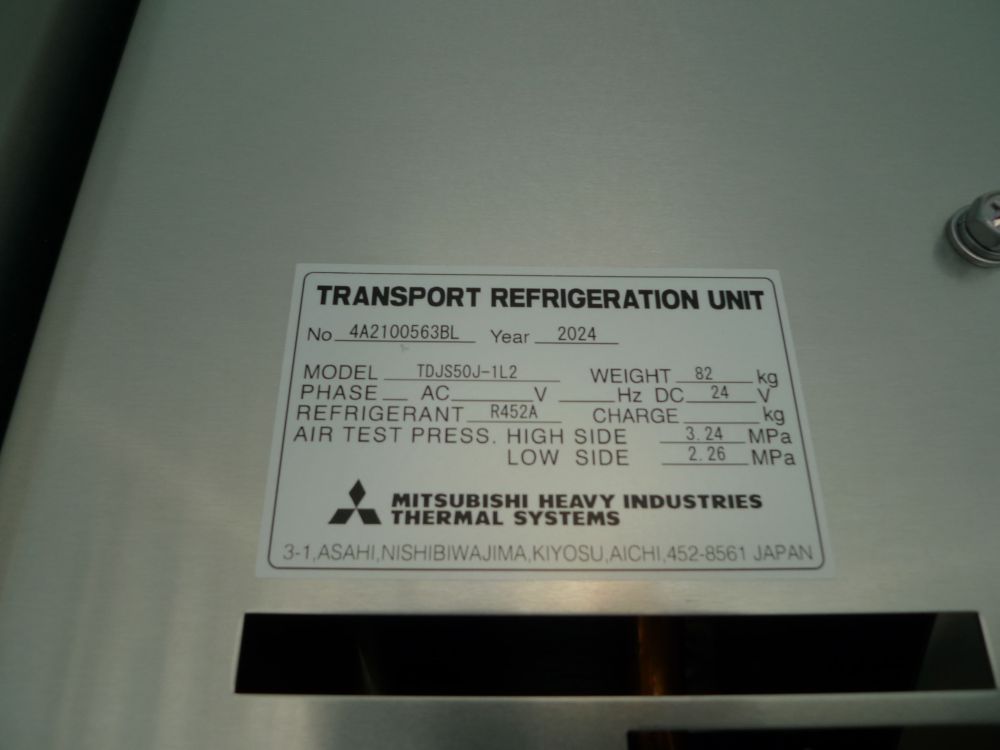 TRANSPORT REFRIGERATION UNIT
No 4A2100563BL Year 2024
MODEL TDJS50J-1L2 WEIGHT 82 kg
PHASE AC V Hz DC 24 V
REFRIGERANT R452A CHARGE kg
AIR TEST PRESS. HIGH SIDE 3.24 MPa
LOW SIDE 2.26 MPa
MITSUBISHI HEAVY INDUSTRIES
THERMAL SYSTEMS
3-1,ASAHI,NISHIBIWAJIMA,KIYOSU,AICHI,452-8561 JAPAN